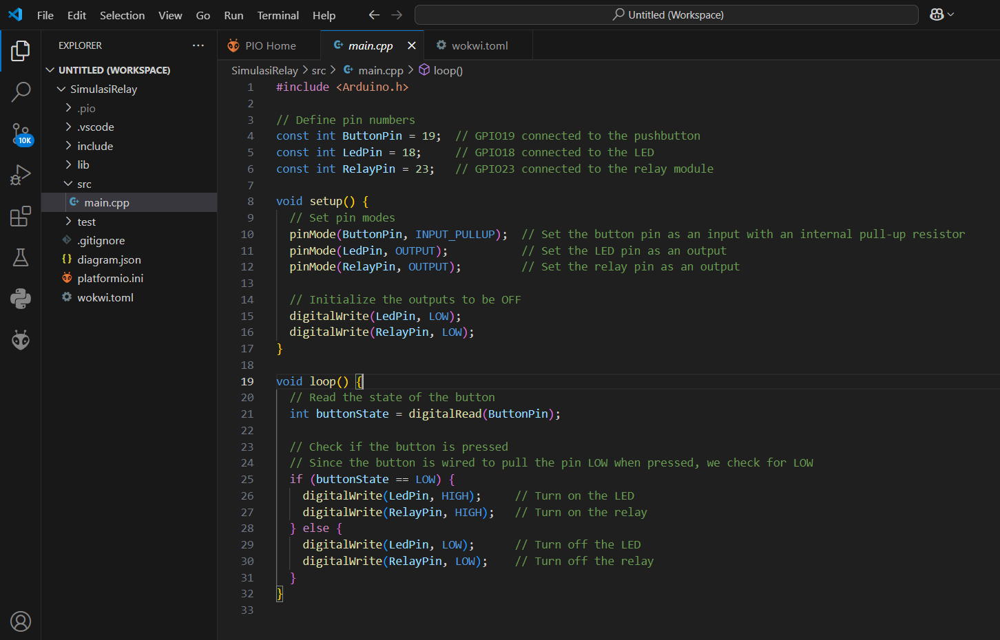 File Edit Selection View Go Run Terminal Help Untitled (Workspace)
EXPLORER
UNTITLED (WORKSPACE)
SimulasiRelay
.pio
.vscode
include
lib
src
main.cpp
test
.gitignore
diagram.json
platformio.ini
wokwi.toml
10K
PIO Home main.cpp wokwi.toml
SimulasiRelay > src > main.cpp > loop()
1 #include <Arduino.h>
2
3 // Define pin numbers
4 const int ButtonPin = 19;  // GPIO19 connected to the pushbutton
5 const int LedPin = 18;     // GPIO18 connected to the LED
6 const int RelayPin = 23;   // GPIO23 connected to the relay module
7
8 void setup() {
9   // Set pin modes
10   pinMode(ButtonPin, INPUT_PULLUP);  // Set the button pin as an input with an internal pull-up resistor
11   pinMode(LedPin, OUTPUT);           // Set the LED pin as an output
12   pinMode(RelayPin, OUTPUT);         // Set the relay pin as an output
13
14   // Initialize the outputs to be OFF
15   digitalWrite(LedPin, LOW);
16   digitalWrite(RelayPin, LOW);
17 }
18
19 void loop() {
20   // Read the state of the button
21   int buttonState = digitalRead(ButtonPin);
22
23   // Check if the button is pressed
24   // Since the button is wired to pull the pin LOW when pressed, we check for LOW
25   if (buttonState == LOW) {
26     digitalWrite(LedPin, HIGH);     // Turn on the LED
27     digitalWrite(RelayPin, HIGH);   // Turn on the relay
28   } else {
29     digitalWrite(LedPin, LOW);      // Turn off the LED
30     digitalWrite(RelayPin, LOW);    // Turn off the relay
31   }
32 }
33